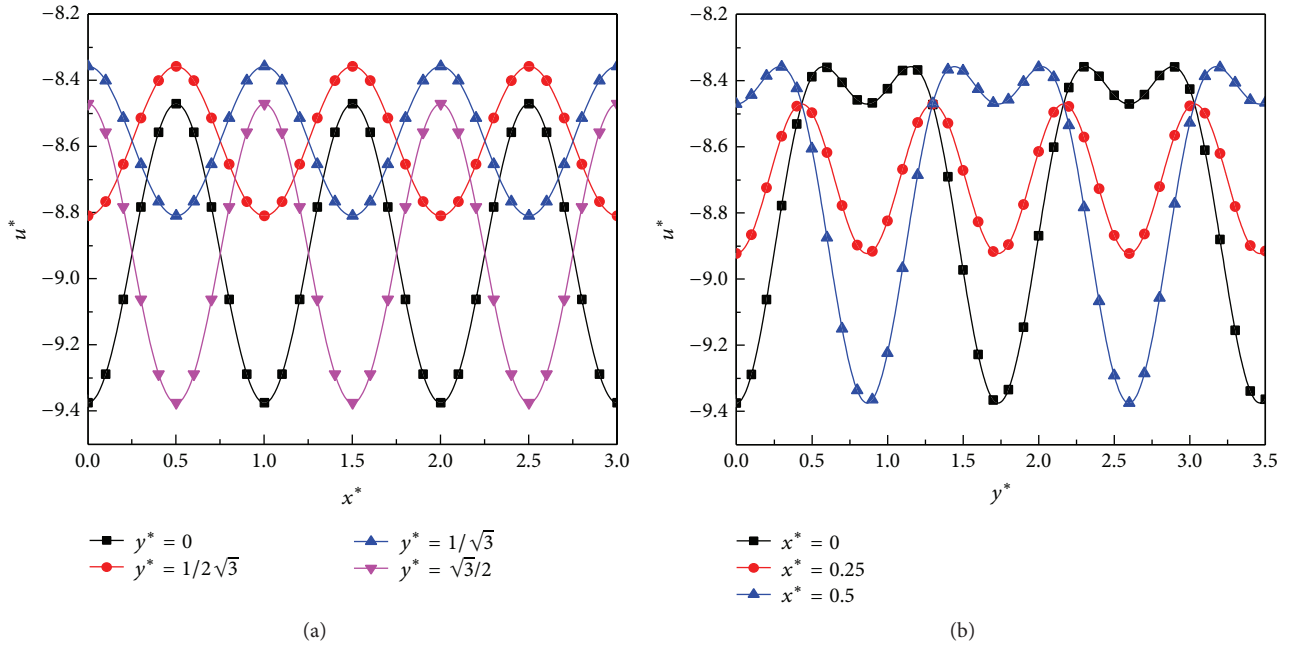 −8.2
−8.4
−8.6
−8.8
−9.0
−9.2
−9.4
u*
0.0 0.5 1.0 1.5 2.0 2.5 3.0
x*
y* = 0
y* = 1/2√3
y* = 1/√3
y* = √3/2
(a)
−8.2
−8.4
−8.6
−8.8
−9.0
−9.2
−9.4
u*
0.0 0.5 1.0 1.5 2.0 2.5 3.0 3.5
y*
x* = 0
x* = 0.25
x* = 0.5
(b)